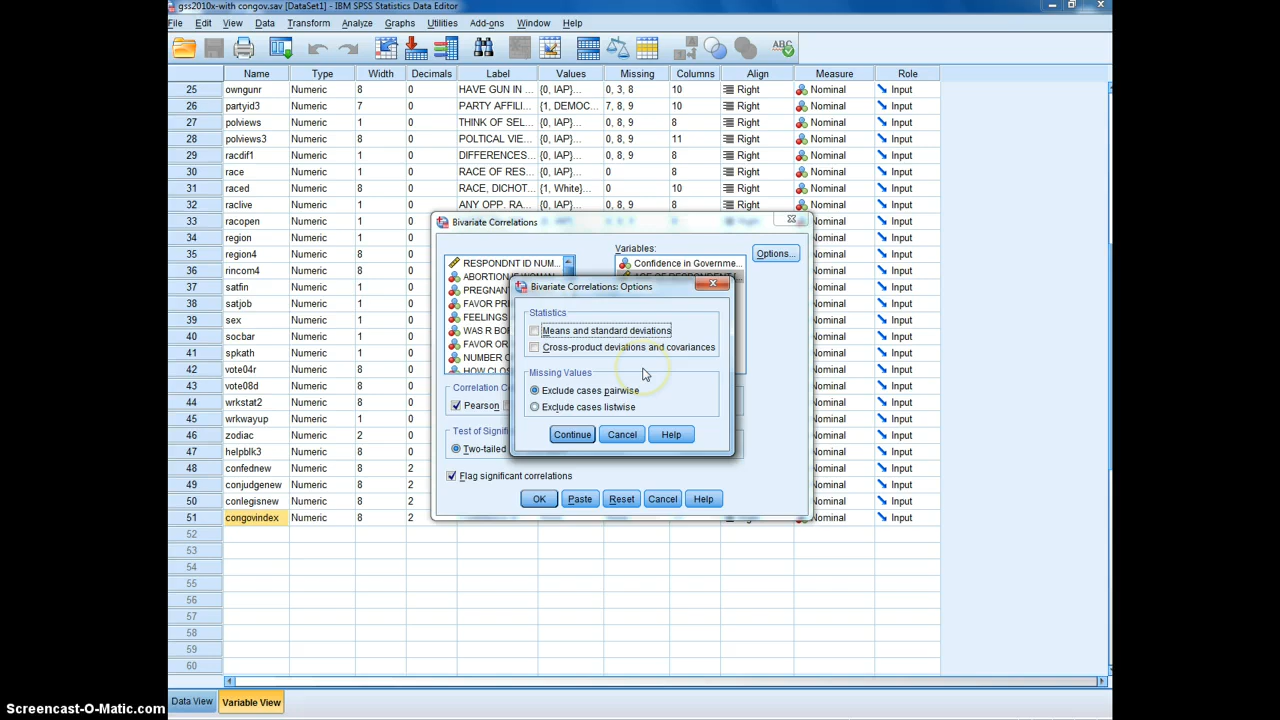 gss2010x-with congov.sav [DataSet1] - IBM SPSS Statistics Data Editor
File Edit View Data Transform Analyze Graphs Utilities Add-ons Window Help
Name Type Width Decimals Label Values Missing Columns Align Measure Role
25 owngunr Numeric 8 0 HAVE GUN IN ... {0, IAP}... 0, 3, 8 10 Right Nominal Input
26 partyid3 Numeric 7 0 PARTY AFFILI... {1, DEMOC... 7, 8, 9 10 Right Nominal Input
27 polviews Numeric 1 0 THINK OF SEL... {0, IAP}... 0, 8, 9 8 Right Nominal Input
28 polviews3 Numeric 8 0 POLTICAL VIE... {0, IAP}... 0, 8, 9 11 Right Nominal Input
29 racdif1 Numeric 1 0 DIFFERENCES... {0, IAP}... 0, 8, 9 8 Right Nominal Input
30 race Numeric 1 0 RACE OF RES... {0, IAP}... 0 8 Right Nominal Input
31 raced Numeric 8 0 RACE, DICHOT... {1, White}... 0 10 Right Nominal Input
32 raclive Numeric 1 0 ANY OPP. RA... {0, IAP}... 0, 8, 9 8 Right Nominal Input
33 racopen Numeric 1 0 Nominal Input
34 region Numeric 1 0 Nominal Input
35 region4 Numeric 8 0 Nominal Input
36 rincom4 Numeric 8 0 Nominal Input
37 satfin Numeric 1 0 Nominal Input
38 satjob Numeric 1 0 Nominal Input
39 sex Numeric 1 0 Nominal Input
40 socbar Numeric 1 0 Nominal Input
41 spkath Numeric 1 0 Nominal Input
42 vote04r Numeric 8 0 Nominal Input
43 vote08d Numeric 8 0 Nominal Input
44 wrkstat2 Numeric 8 0 Nominal Input
45 wrkwayup Numeric 1 0 Nominal Input
46 zodiac Numeric 2 0 Nominal Input
47 helpblk3 Numeric 8 0 Nominal Input
48 confednew Numeric 8 2 Nominal Input
49 conjudgenew Numeric 8 2 Nominal Input
50 conlegisnew Numeric 8 2 Nominal Input
51 congovindex Numeric 8 2 Nominal Input
52
53
54
55
56
57
58
59
60
Bivariate Correlations
Variables:
RESPONDNT ID NUM...
ABORTION
PREGNANT
FAVOR PR
FEELINGS
WAS R BO
FAVOR OR
NUMBER O
HOW CLOS
Confidence in Governme...
AGE OF RESPONDENT
Options...
Correlation Co
Pearson
Test of Signifi
Two-tailed
Flag significant correlations
OK Paste Reset Cancel Help
Bivariate Correlations: Options
Statistics
Means and standard deviations
Cross-product deviations and covariances
Missing Values
Exclude cases pairwise
Exclude cases listwise
Continue Cancel Help
Data View Variable View
Screencast-O-Matic.com